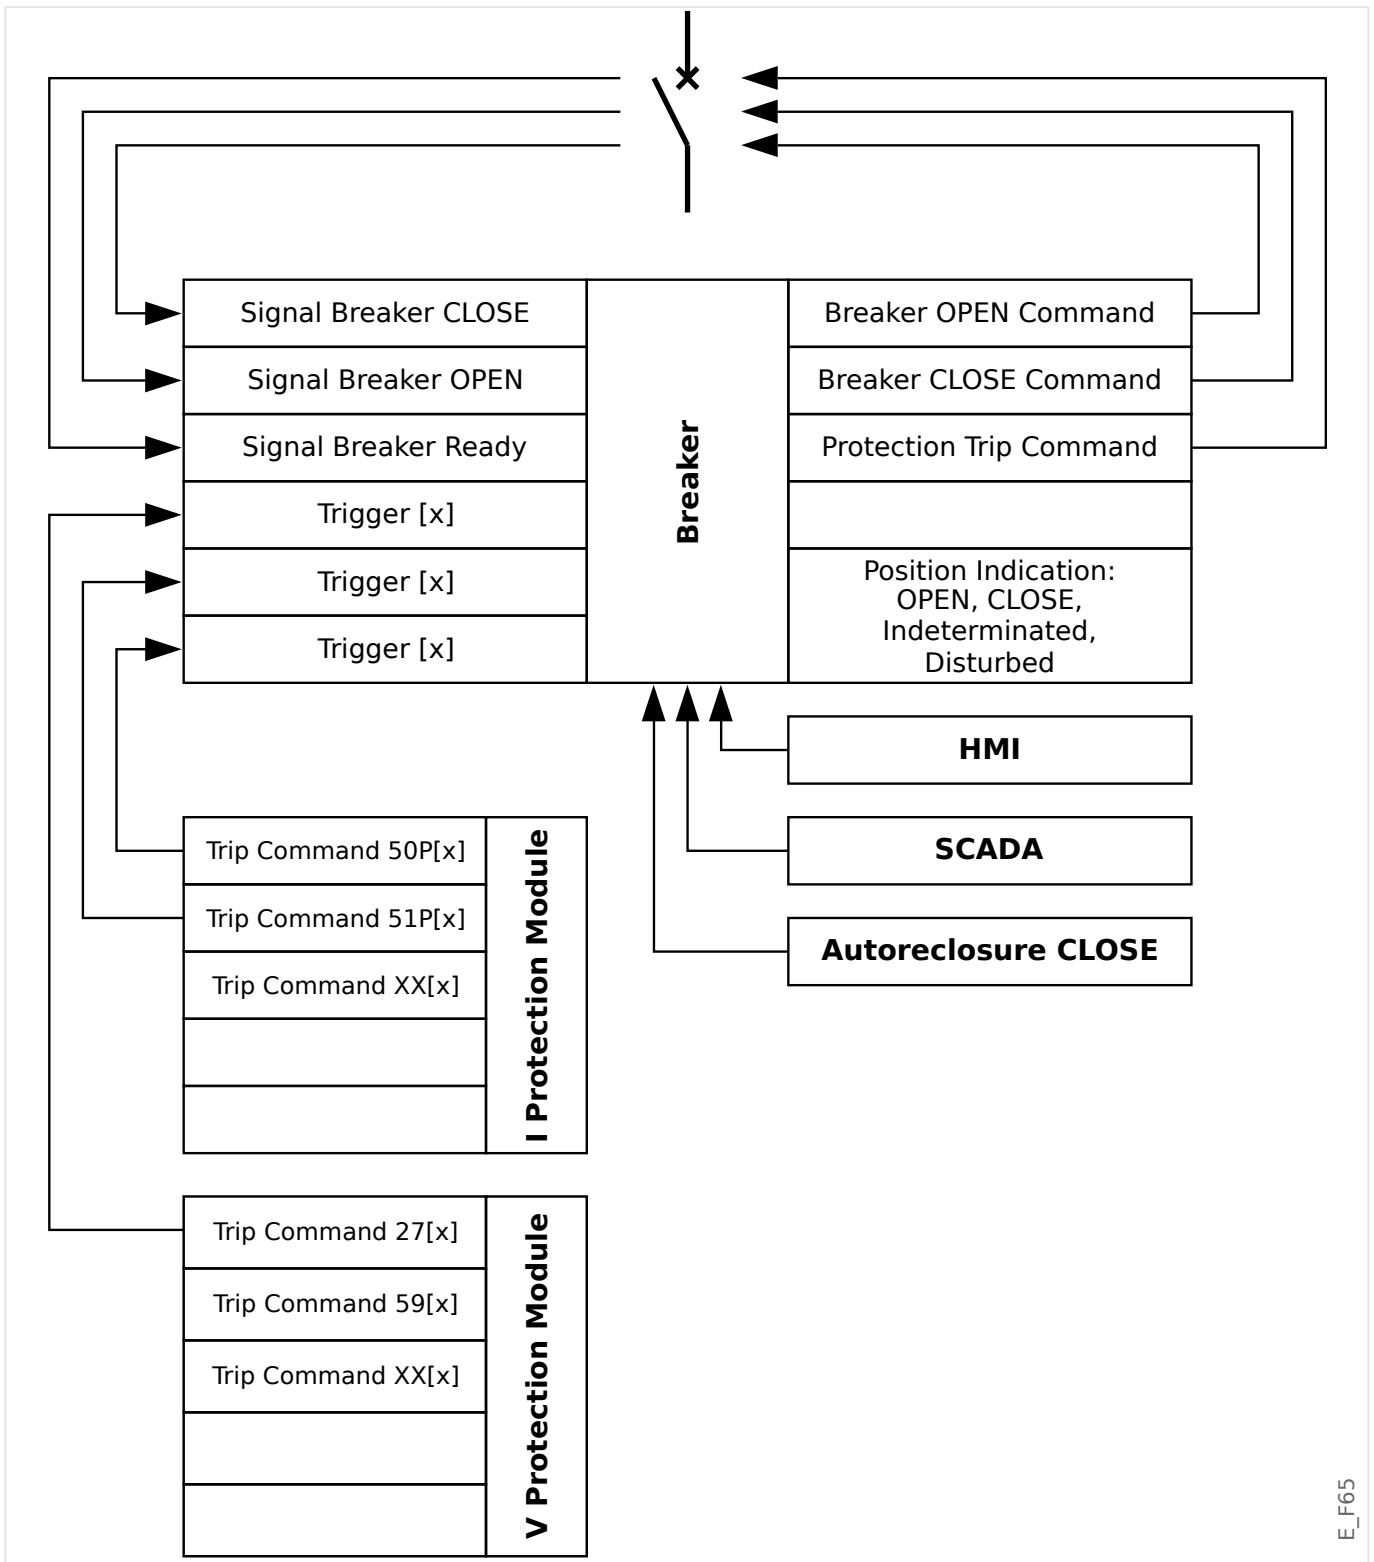 Signal Breaker CLOSE
Signal Breaker OPEN
Signal Breaker Ready
Trigger [x]
Trigger [x]
Trigger [x]
Breaker
Breaker OPEN Command
Breaker CLOSE Command
Protection Trip Command
Position Indication:
OPEN, CLOSE,
Indeterminated,
Disturbed
HMI
SCADA
Autoreclosure CLOSE
Trip Command 50P[x]
Trip Command 51P[x]
Trip Command XX[x]
I Protection Module
Trip Command 27[x]
Trip Command 59[x]
Trip Command XX[x]
V Protection Module
E_F65